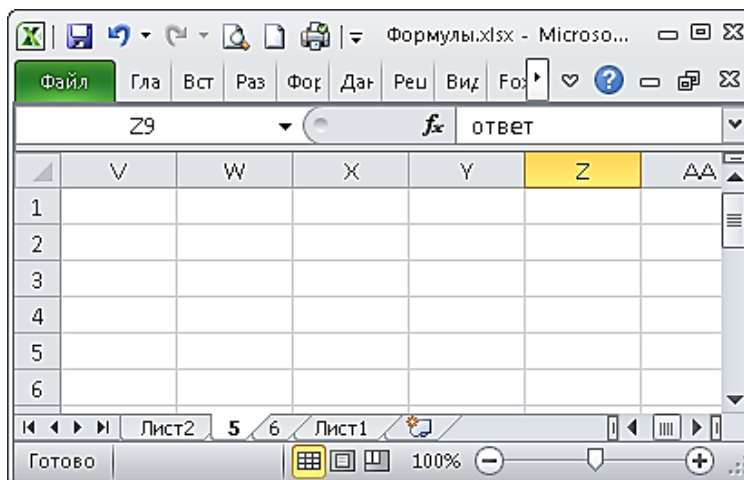 Формулы.xlsx - Microso...
Файл Гла Вст Раз Фор Дан Рец Вид Fox
Z9 fx ответ
V W X Y Z AA
1
2
3
4
5
6
Лист2 5 6 Лист1
Готово 100%